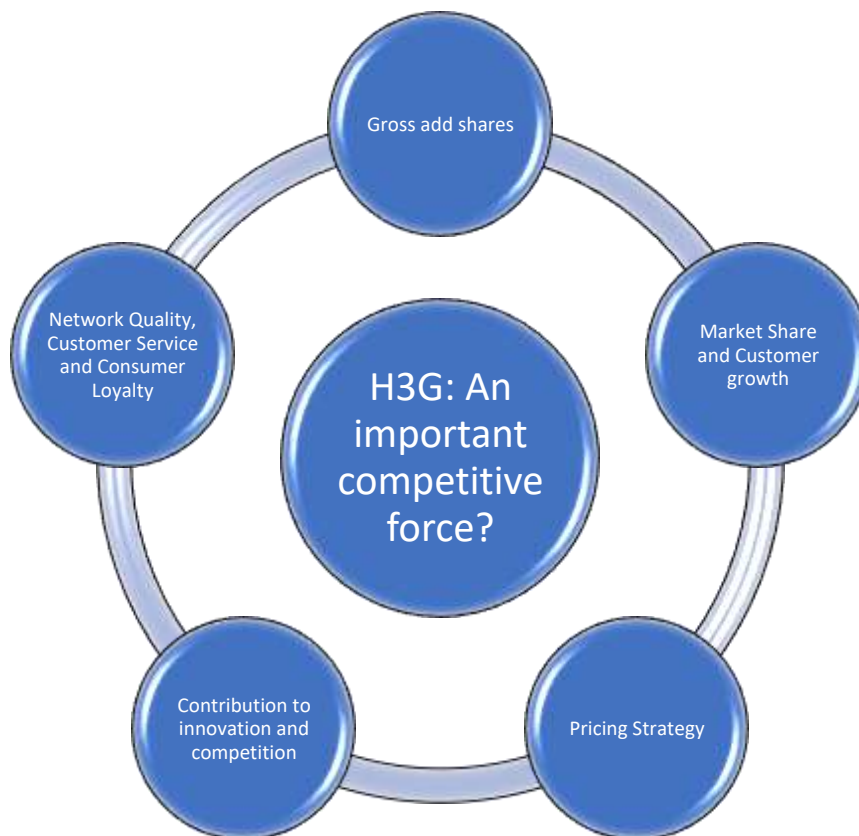 Gross add shares
Market Share
and Customer
growth
Pricing Strategy
Contribution to
innovation and
competition
Network Quality,
Customer Service
and Consumer
Loyalty
H3G: An
important
competitive
force?